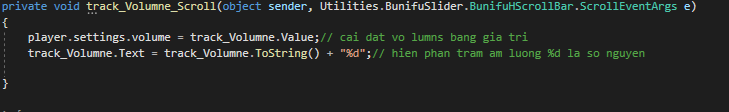 private void track_Volumne_Scroll(object sender, Utilities.BunifuSlider.BunifuHScrollBar.ScrollEventArgs e)
{
player.settings.volume = track_Volumne.Value;// cai dat vo lumns bang gia tri
track_Volumne.Text = track_Volumne.ToString() + "%d";// hien phan tram am luong %d la so nguyen
}